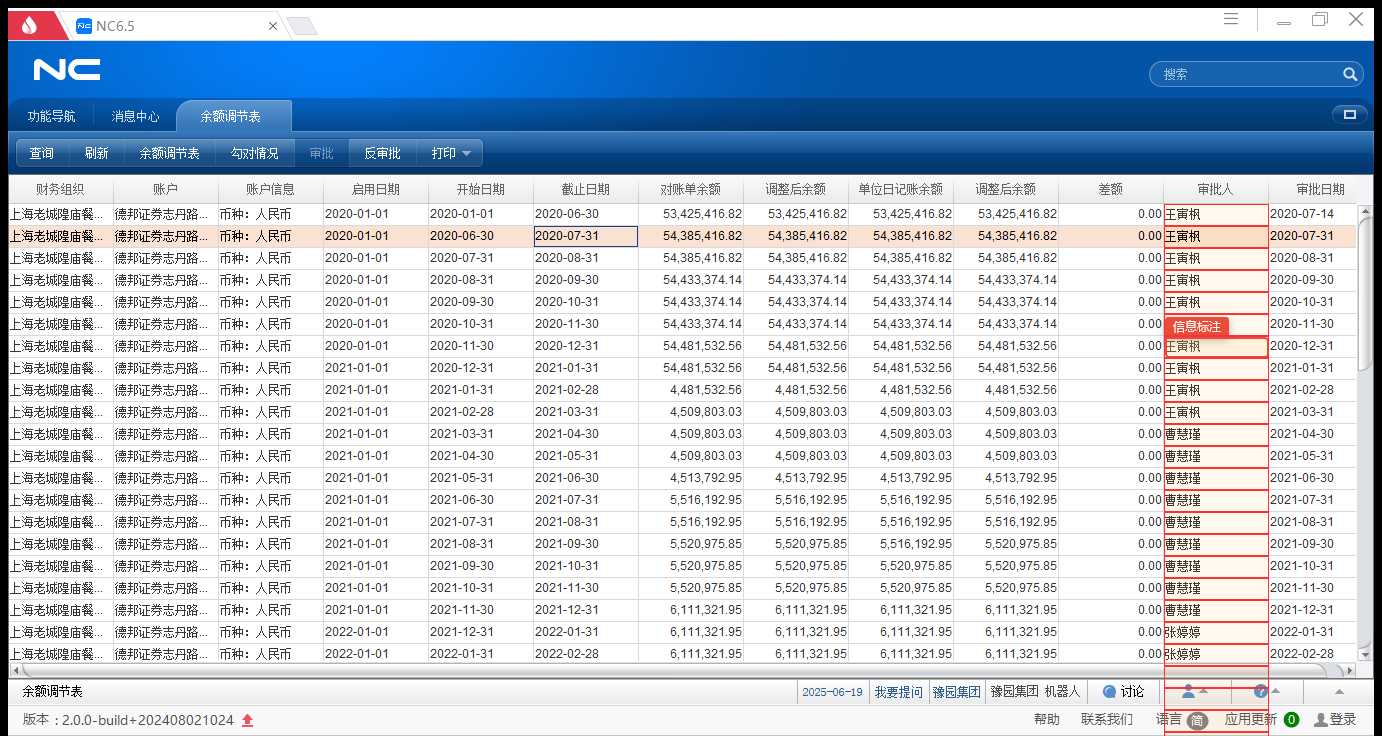 NC6.5
NC
搜索
功能导航 消息中心 余额调节表
查询 刷新 余额调节表 勾对情况 审批 反审批 打印
财务组织 账户 账户信息 启用日期 开始日期 截止日期 对账单余额 调整后余额 单位日记账余额 调整后余额 差额 审批人 审批日期
上海老城隍庙餐... 德邦证券志丹路... 币种：人民币 2020-01-01 2020-01-01 2020-06-30 53,425,416.82 53,425,416.82 53,425,416.82 53,425,416.82 0.00 王寅枫 2020-07-14
上海老城隍庙餐... 德邦证券志丹路... 币种：人民币 2020-01-01 2020-06-30 2020-07-31 54,385,416.82 54,385,416.82 54,385,416.82 54,385,416.82 0.00 王寅枫 2020-07-31
上海老城隍庙餐... 德邦证券志丹路... 币种：人民币 2020-01-01 2020-07-31 2020-08-31 54,385,416.82 54,385,416.82 54,385,416.82 54,385,416.82 0.00 王寅枫 2020-08-31
上海老城隍庙餐... 德邦证券志丹路... 币种：人民币 2020-01-01 2020-08-31 2020-09-30 54,433,374.14 54,433,374.14 54,433,374.14 54,433,374.14 0.00 王寅枫 2020-09-30
上海老城隍庙餐... 德邦证券志丹路... 币种：人民币 2020-01-01 2020-09-30 2020-10-31 54,433,374.14 54,433,374.14 54,433,374.14 54,433,374.14 0.00 王寅枫 2020-10-31
上海老城隍庙餐... 德邦证券志丹路... 币种：人民币 2020-01-01 2020-10-31 2020-11-30 54,433,374.14 54,433,374.14 54,433,374.14 54,433,374.14 0.00 信息标注 2020-11-30
上海老城隍庙餐... 德邦证券志丹路... 币种：人民币 2020-01-01 2020-11-30 2020-12-31 54,481,532.56 54,481,532.56 54,481,532.56 54,481,532.56 0.00 王寅枫 2020-12-31
上海老城隍庙餐... 德邦证券志丹路... 币种：人民币 2021-01-01 2020-12-31 2021-01-31 54,481,532.56 54,481,532.56 54,481,532.56 54,481,532.56 0.00 王寅枫 2021-01-31
上海老城隍庙餐... 德邦证券志丹路... 币种：人民币 2021-01-01 2021-01-31 2021-02-28 4,481,532.56 4,481,532.56 4,481,532.56 4,481,532.56 0.00 王寅枫 2021-02-28
上海老城隍庙餐... 德邦证券志丹路... 币种：人民币 2021-01-01 2021-02-28 2021-03-31 4,509,803.03 4,509,803.03 4,509,803.03 4,509,803.03 0.00 王寅枫 2021-03-31
上海老城隍庙餐... 德邦证券志丹路... 币种：人民币 2021-01-01 2021-03-31 2021-04-30 4,509,803.03 4,509,803.03 4,509,803.03 4,509,803.03 0.00 曹慧瑾 2021-04-30
上海老城隍庙餐... 德邦证券志丹路... 币种：人民币 2021-01-01 2021-04-30 2021-05-31 4,509,803.03 4,509,803.03 4,509,803.03 4,509,803.03 0.00 曹慧瑾 2021-05-31
上海老城隍庙餐... 德邦证券志丹路... 币种：人民币 2021-01-01 2021-05-31 2021-06-30 4,513,792.95 4,513,792.95 4,513,792.95 4,513,792.95 0.00 曹慧瑾 2021-06-30
上海老城隍庙餐... 德邦证券志丹路... 币种：人民币 2021-01-01 2021-06-30 2021-07-31 5,516,192.95 5,516,192.95 5,516,192.95 5,516,192.95 0.00 曹慧瑾 2021-07-31
上海老城隍庙餐... 德邦证券志丹路... 币种：人民币 2021-01-01 2021-07-31 2021-08-31 5,516,192.95 5,516,192.95 5,516,192.95 5,516,192.95 0.00 曹慧瑾 2021-08-31
上海老城隍庙餐... 德邦证券志丹路... 币种：人民币 2021-01-01 2021-08-31 2021-09-30 5,520,975.85 5,520,975.85 5,516,192.95 5,520,975.85 0.00 曹慧瑾 2021-09-30
上海老城隍庙餐... 德邦证券志丹路... 币种：人民币 2021-01-01 2021-09-30 2021-10-31 5,520,975.85 5,520,975.85 5,520,975.85 5,520,975.85 0.00 曹慧瑾 2021-10-31
上海老城隍庙餐... 德邦证券志丹路... 币种：人民币 2021-01-01 2021-10-31 2021-11-30 5,520,975.85 5,520,975.85 5,520,975.85 5,520,975.85 0.00 曹慧瑾 2021-11-30
上海老城隍庙餐... 德邦证券志丹路... 币种：人民币 2021-01-01 2021-11-30 2021-12-31 6,111,321.95 6,111,321.95 6,111,321.95 6,111,321.95 0.00 曹慧瑾 2021-12-31
上海老城隍庙餐... 德邦证券志丹路... 币种：人民币 2022-01-01 2021-12-31 2022-01-31 6,111,321.95 6,111,321.95 6,111,321.95 6,111,321.95 0.00 张婷婷 2022-01-31
上海老城隍庙餐... 德邦证券志丹路... 币种：人民币 2022-01-01 2022-01-31 2022-02-28 6,111,321.95 6,111,321.95 6,111,321.95 6,111,321.95 0.00 张婷婷 2022-02-28
余额调节表 2025-06-19 我要提问 豫园集团 豫园集团 机器人 讨论
版本：2.0.0-build+202408021024 帮助 联系我们 语言 简 应用更新 0 登录